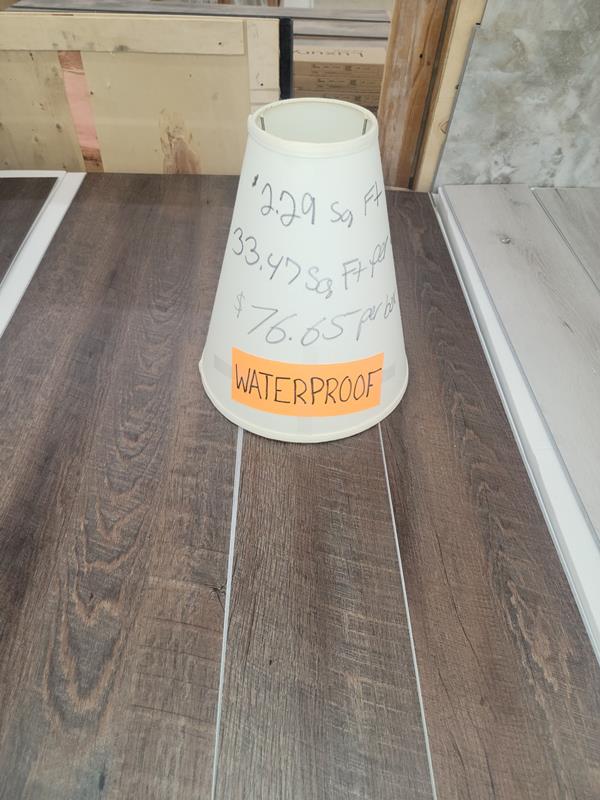 $2.29 Sq Ft
33.47 Sq Ft per
$76.65 per box
WATERPROOF